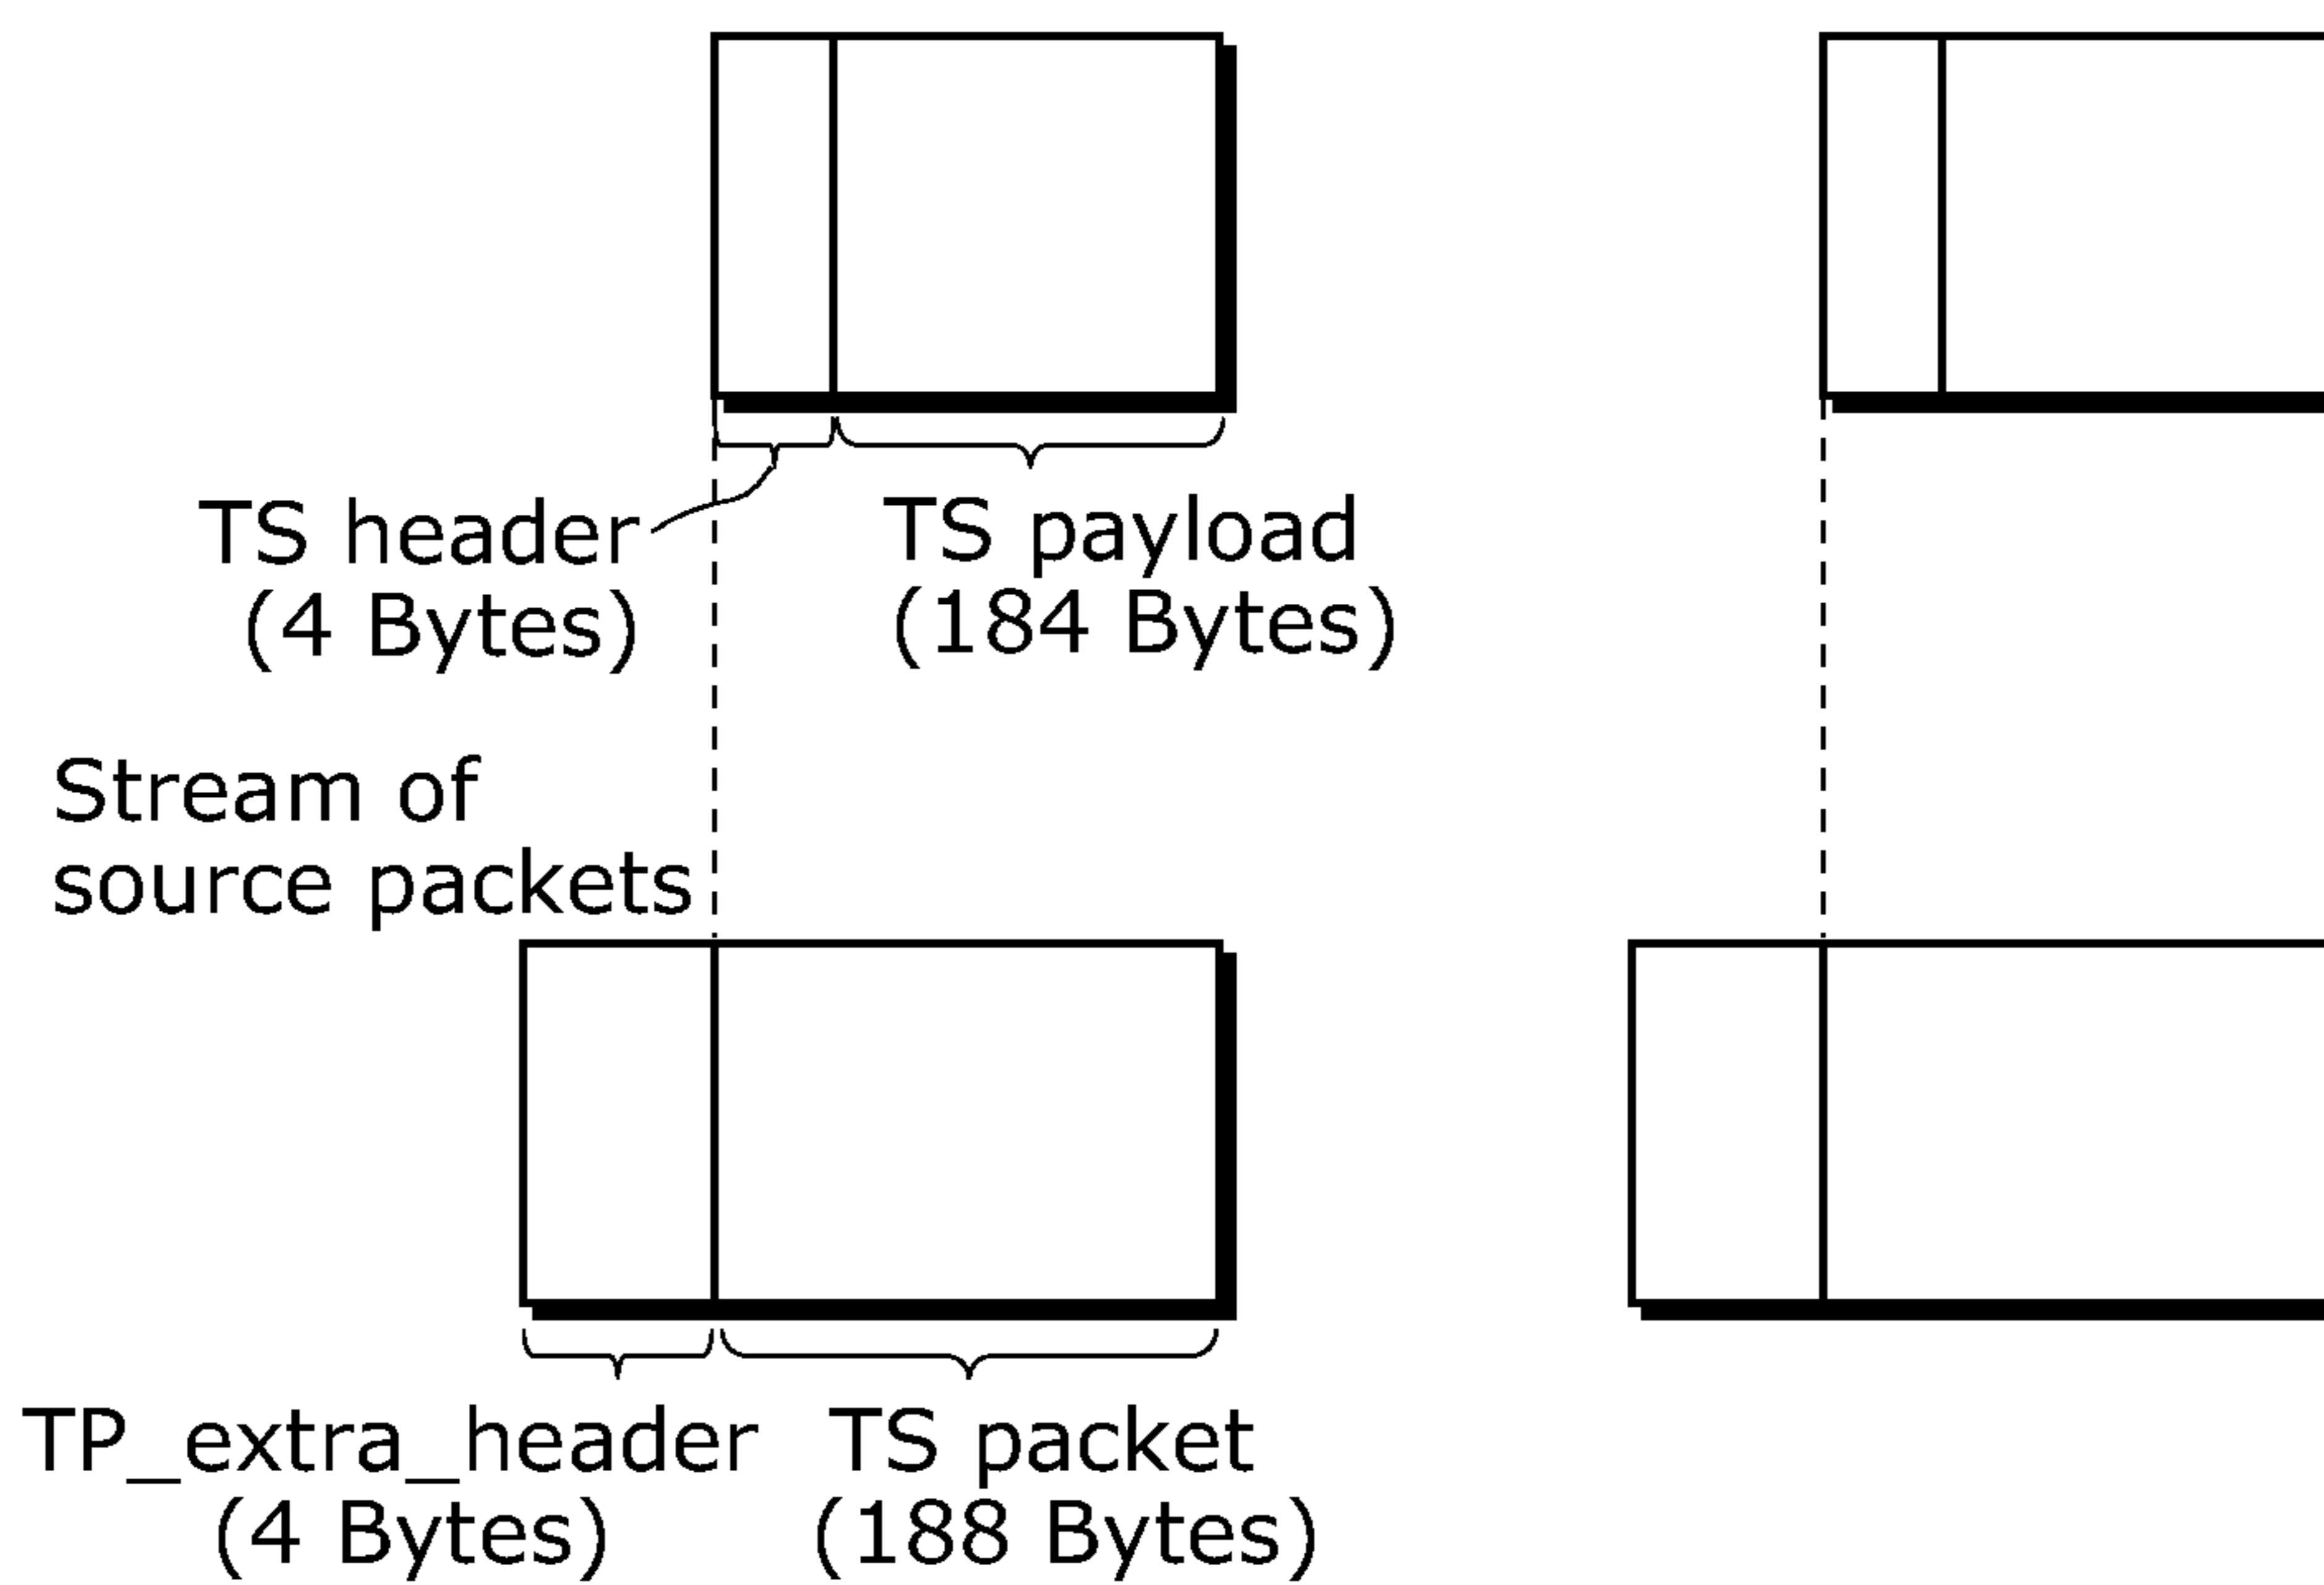 TS header
(4 Bytes)
TS payload
(184 Bytes)
Stream of
source packets
TP_extra_header
(4 Bytes)
TS packet
(188 Bytes)